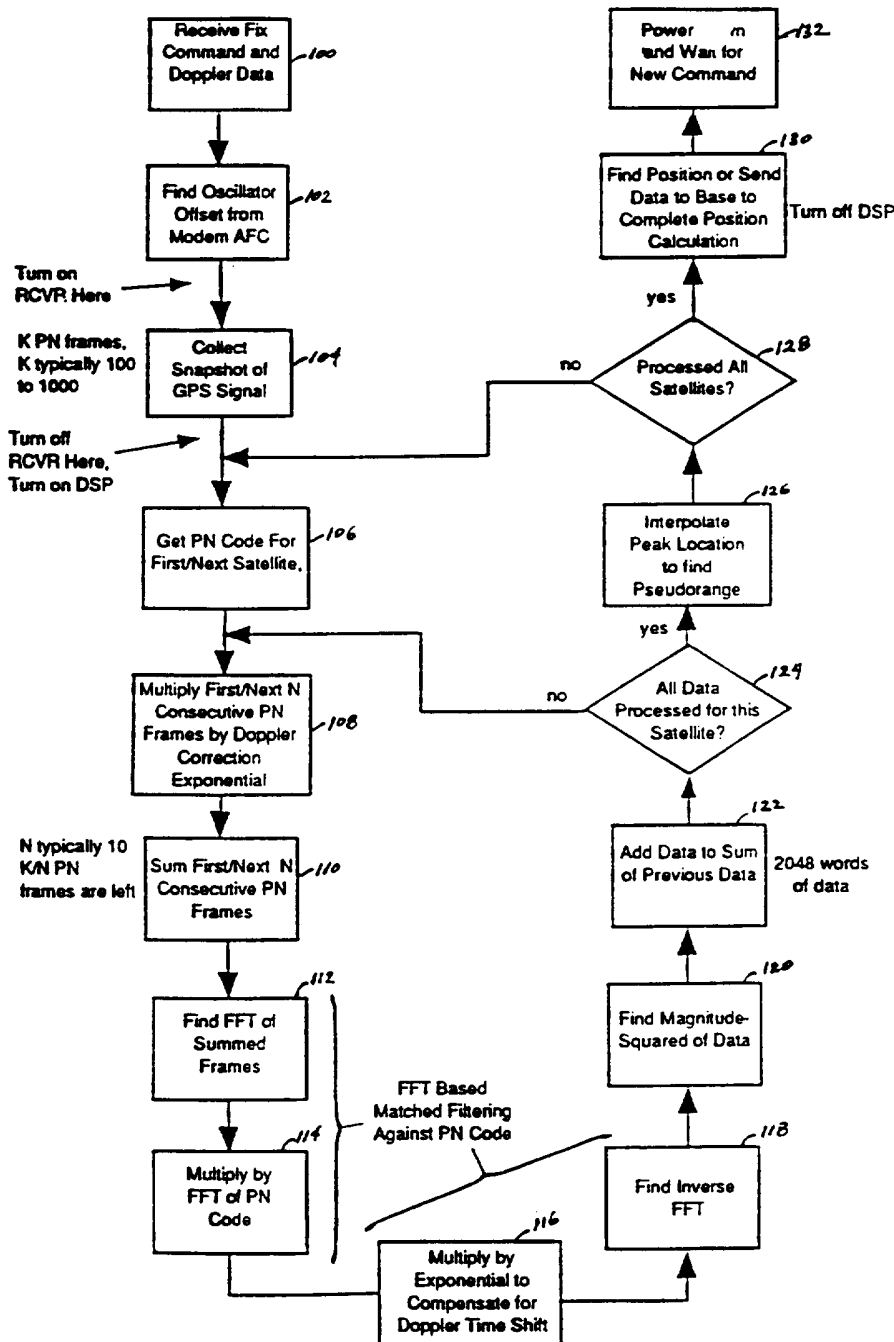 Receive Fix
Command and
Doppler Data
100
Find Oscillator
Offset from
Modem AFC
102
Turn on
RCVR Here
K PN frames,
K typically 100
to 1000
Collect
Snapshot of
GPS Signal
104
Turn off
RCVR Here,
Turn on DSP
Get PN Code For
First/Next Satellite,
106
Multiply First/Next N
Consecutive PN
Frames by Doppler
Correction
Exponential
108
N typically 10
K/N PN
frames are left
Sum First/Next N
Consecutive PN
Frames
110
112
Find FFT of
Summed
Frames
114
Multiply by
FFT of PN
Code
FFT Based
Matched Filtering
Against PN Code
116
Multiply by
Exponential to
Compensate for
Doppler Time Shift
118
Find Inverse
FFT
120
Find Magnitude-
Squared of Data
122
Add Data to Sum
of Previous Data
2048 words
of data
124
All Data
Processed for this
Satellite?
no
yes
126
Interpolate
Peak Location
to find
Pseudorange
128
Processed All
Satellites?
no
yes
130
Find Position or Send
Data to Base to
Complete Position
Calculation
Turn off DSP
132
Power
and Wait for
New Command